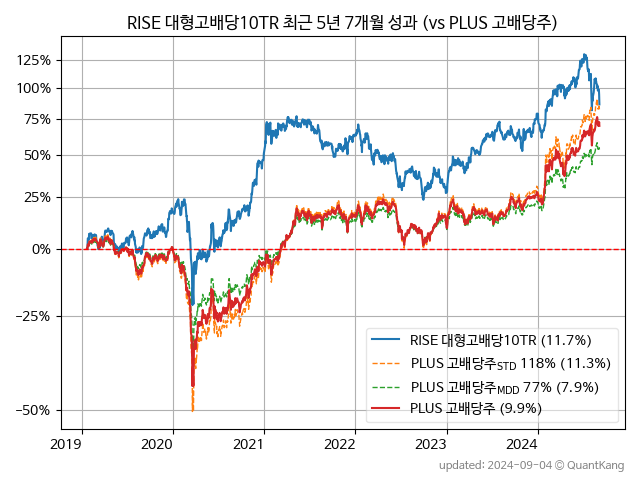 RISE 대형고배당10TR 최근 5년 7개월 성과 (vs PLUS 고배당주)
125%
100%
75%
50%
25%
0%
−25%
−50%
RISE 대형고배당10TR (11.7%)
PLUS 고배당주STD 118% (11.3%)
PLUS 고배당주MDD 77% (7.9%)
PLUS 고배당주 (9.9%)
2019 2020 2021 2022 2023 2024
updated: 2024-09-04 © QuantKang